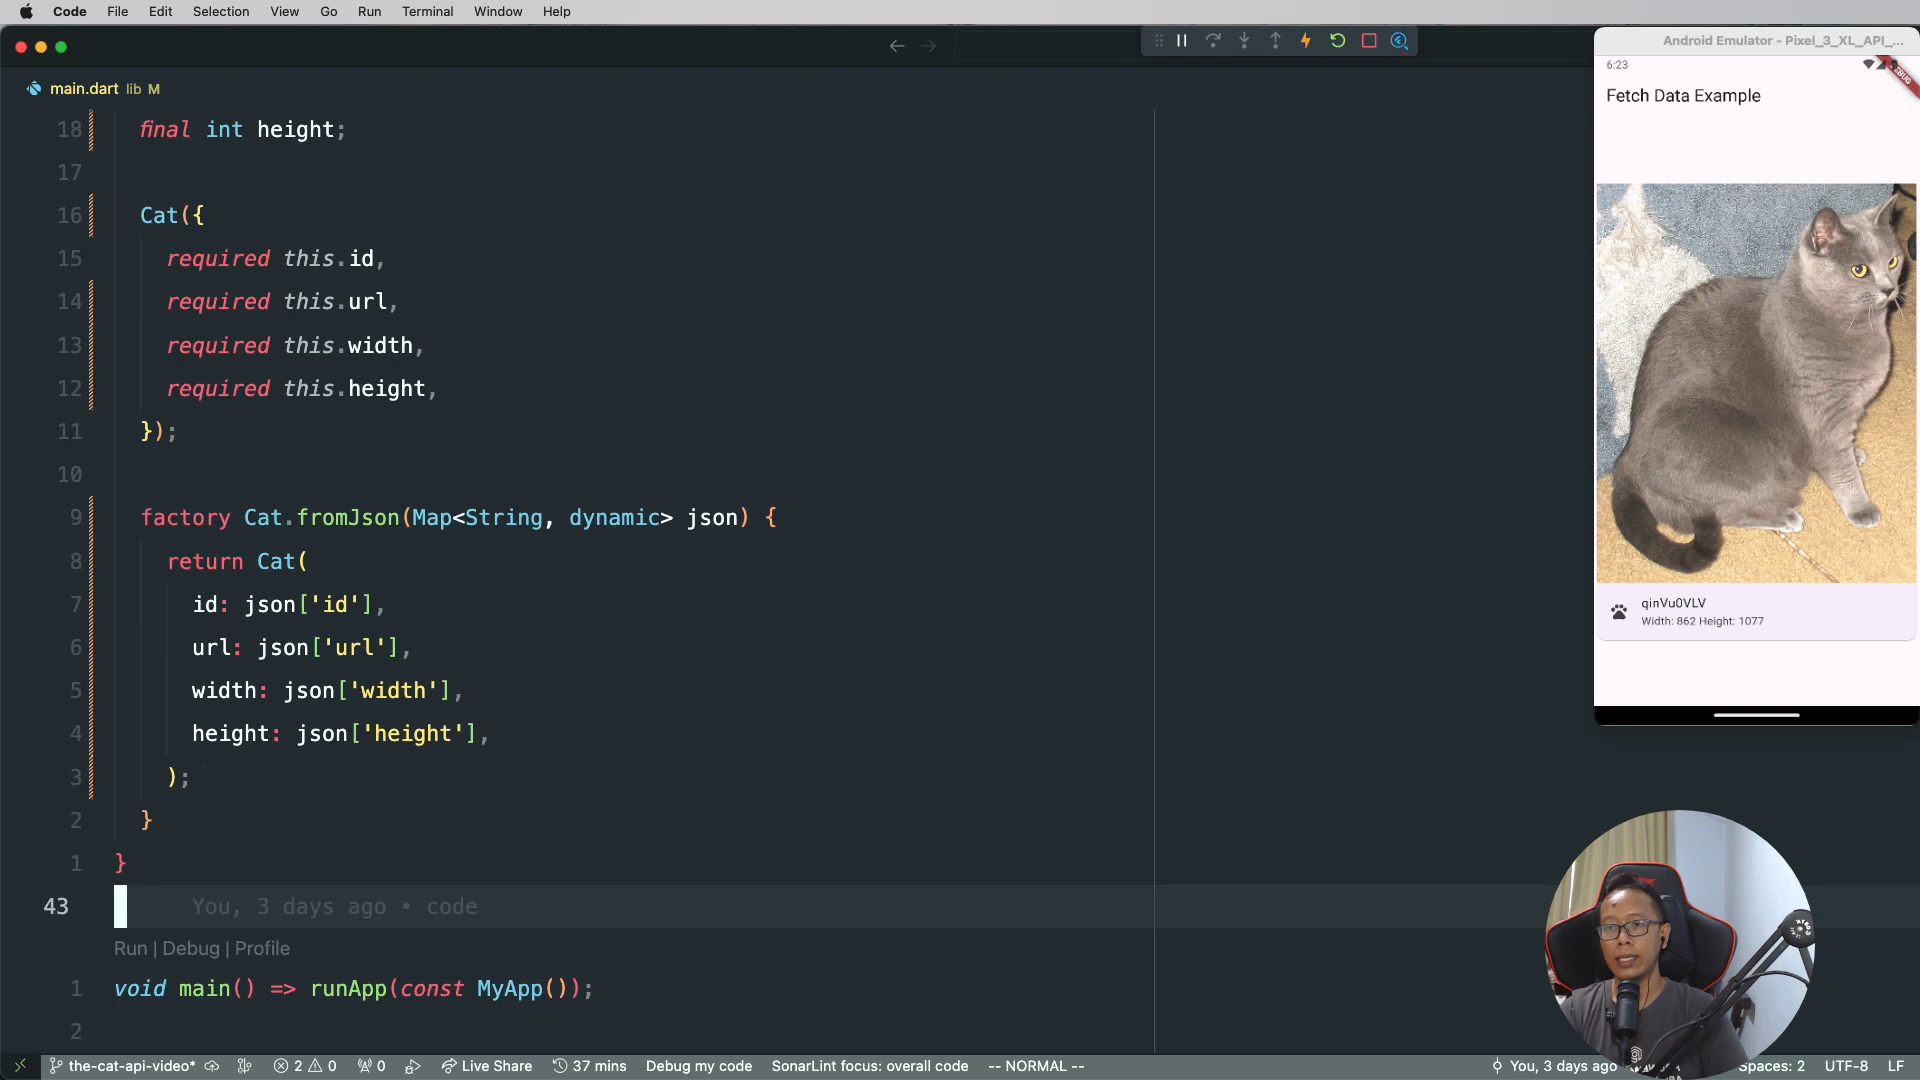 Code File Edit Selection View Go Run Terminal Window Help
Android Emulator - Pixel_3_XL_API_...
main.dart lib M
6:23
DEBUG
Fetch Data Example
18 final int height;
17
16 Cat({
15 required this.id,
14 required this.url,
13 required this.width,
12 required this.height,
11 });
10
9 factory Cat.fromJson(Map<String, dynamic> json) {
8 return Cat(
7 id: json['id'],
6 url: json['url'],
5 width: json['width'],
4 height: json['height'],
3 );
2 }
1 }
43 You, 3 days ago • code
Run | Debug | Profile
1 void main() => runApp(const MyApp());
2
qinVu0VLV
Width: 862 Height: 1077
the-cat-api-video* 2 0 0 Live Share 37 mins Debug my code SonarLint focus: overall code -- NORMAL -- You, 3 days ago Spaces: 2 UTF-8 LF